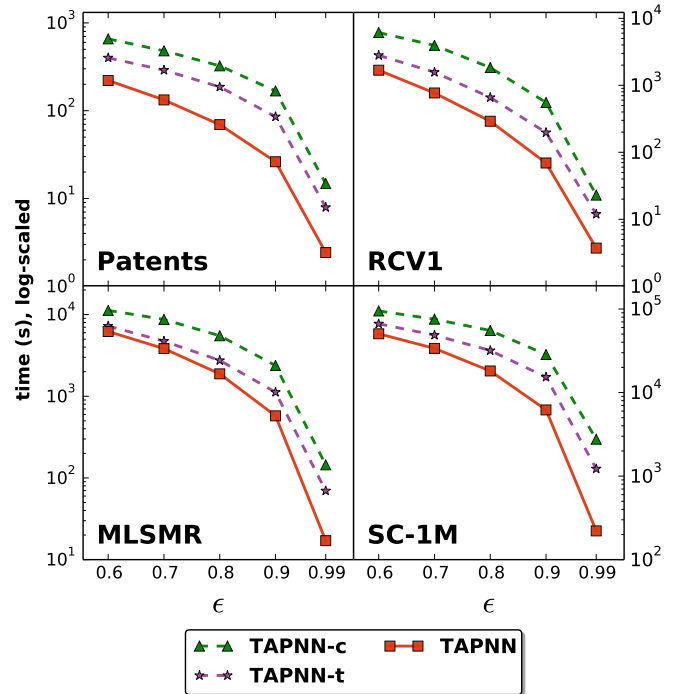 time (s), log-scaled
10^3
10^2
10^1
10^0
Patents
10^4
10^3
10^2
10^1
10^0
RCV1
10^4
10^3
10^2
10^1
MLSMR
10^5
10^4
10^3
10^2
SC-1M
0.6 0.7 0.8 0.9 0.99
0.6 0.7 0.8 0.9 0.99
ϵ
ϵ
TAPNN-c
TAPNN
TAPNN-t